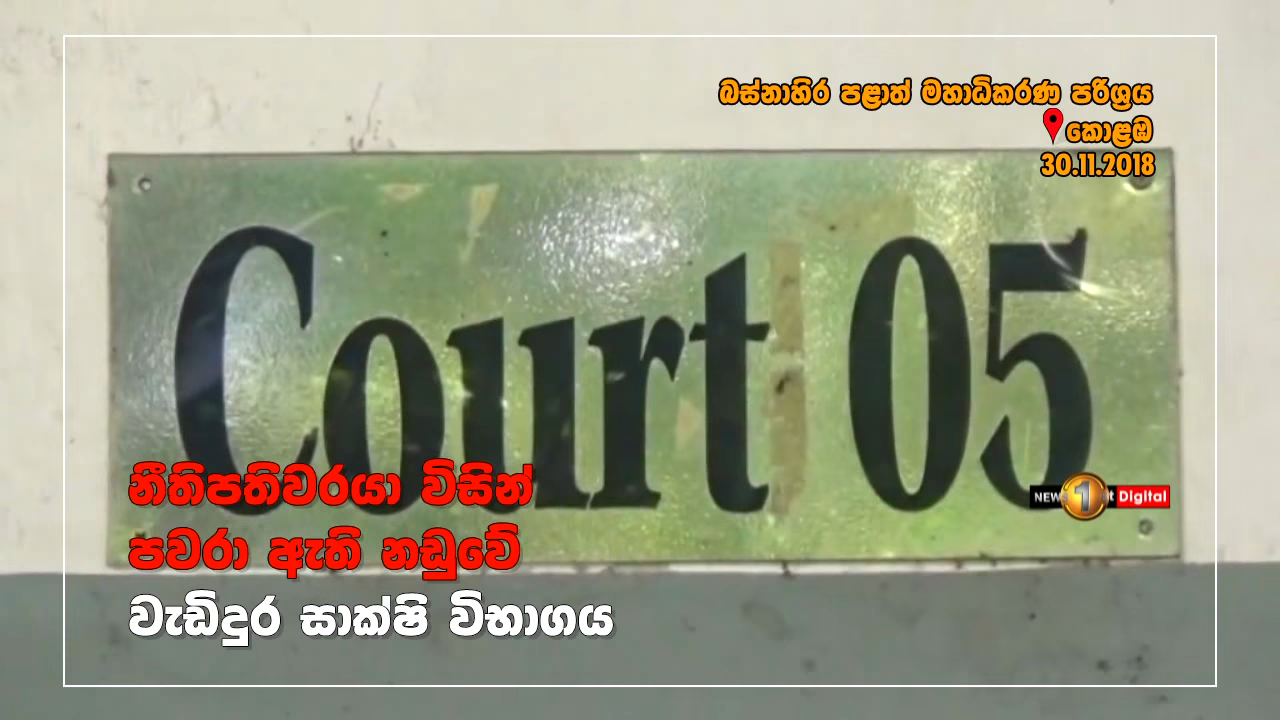 බස්නාහිර පළාත් මහාධිකරණ පරිශ්‍රය
කොළඹ
30.11.2018
Court 05
නීතිපතිවරයා විසින්
පවරා ඇති නඩුවේ
වැඩිදුර සාක්ෂි විභාගය
NEWS 1st Digital